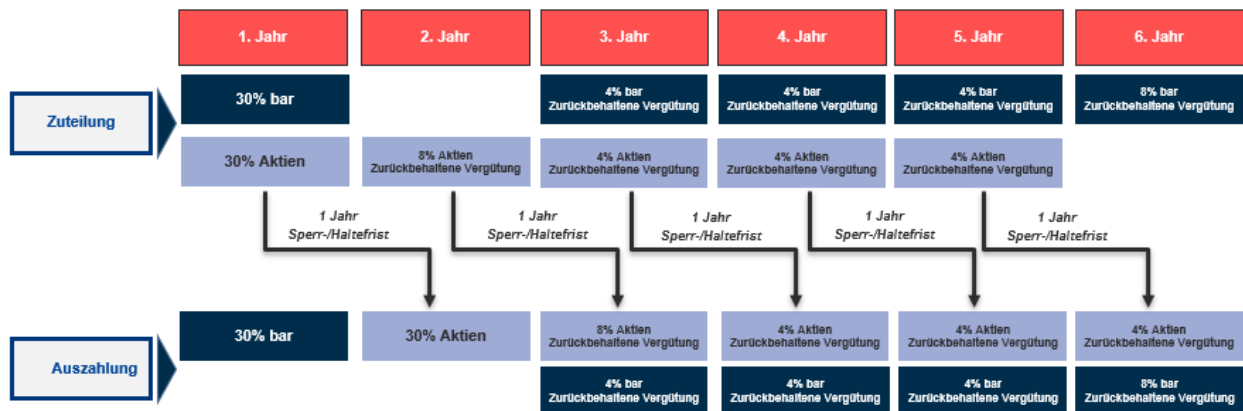 1. Jahr
2. Jahr
3. Jahr
4. Jahr
5. Jahr
6. Jahr
Zuteilung
30% bar
4% bar
Zurückbehaltene Vergütung
4% bar
Zurückbehaltene Vergütung
4% bar
Zurückbehaltene Vergütung
8% bar
Zurückbehaltene Vergütung
30% Aktien
8% Aktien
Zurückbehaltene Vergütung
4% Aktien
Zurückbehaltene Vergütung
4% Aktien
Zurückbehaltene Vergütung
4% Aktien
Zurückbehaltene Vergütung
1 Jahr
Sperr-/Haltefrist
1 Jahr
Sperr-/Haltefrist
1 Jahr
Sperr-/Haltefrist
1 Jahr
Sperr-/Haltefrist
1 Jahr
Sperr-/Haltefrist
Auszahlung
30% bar
30% Aktien
8% Aktien
Zurückbehaltene Vergütung
4% Aktien
Zurückbehaltene Vergütung
4% Aktien
Zurückbehaltene Vergütung
4% Aktien
Zurückbehaltene Vergütung
4% bar
Zurückbehaltene Vergütung
4% bar
Zurückbehaltene Vergütung
4% bar
Zurückbehaltene Vergütung
8% bar
Zurückbehaltene Vergütung